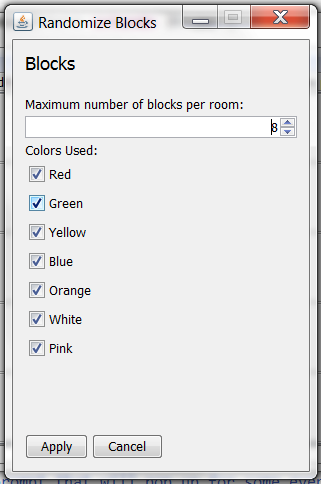 Randomize Blocks
Blocks
Maximum number of blocks per room:
8
Colors Used:
Red
Green
Yellow
Blue
Orange
White
Pink
Apply Cancel